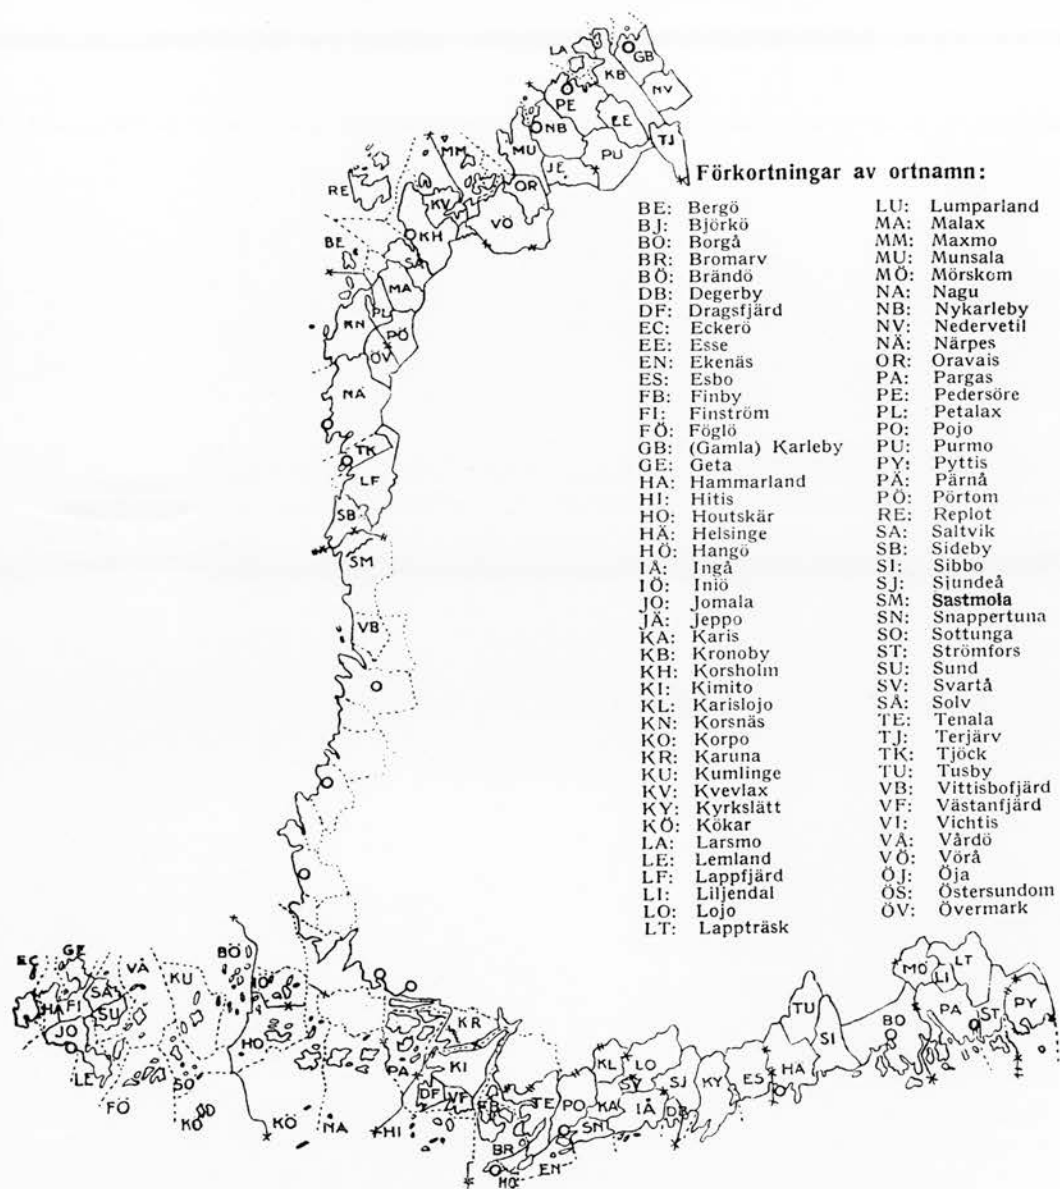 Förkortningar av ortnamn:
BE: Bergö
BJ: Björkö
BO: Borgå
BR: Bromarv
BÖ: Brändö
DB: Degerby
DF: Dragsfjärd
EC: Eckerö
EE: Esse
EN: Ekenäs
ES: Esbo
FB: Finby
FI: Finström
FÖ: Föglö
GB: (Gamla) Karleby
GE: Geta
HA: Hammarland
HI: Hitis
HO: Houtskär
HÄ: Helsinge
HÖ: Hangö
IÅ: Ingå
IÖ: Iniö
JO: Jomala
JÄ: Jeppo
KA: Karis
KB: Kronoby
KH: Korsholm
KI: Kimito
KL: Karislojo
KN: Korsnäs
KO: Korpo
KR: Karuna
KU: Kumlinge
KV: Kvevlax
KY: Kyrkslätt
KÖ: Kökar
LA: Larsmo
LE: Lemland
LF: Lappfjärd
LI: Liljendal
LO: Lojo
LT: Lappträsk
LU: Lumparland
MA: Malax
MM: Maxmo
MU: Munsala
MÖ: Mörskom
NA: Nagu
NB: Nykarleby
NV: Nedervetil
NÄ: Närpes
OR: Oravais
PA: Pargas
PE: Pedersöre
PL: Petalax
PO: Pojo
PU: Purmo
PY: Pyttis
PÄ: Pärnå
PÖ: Pörtom
RE: Replot
SA: Saltvik
SB: Sideby
SI: Sibbo
SJ: Sjundeå
SM: Sastmola
SN: Snappertuna
SO: Sottunga
ST: Strömfors
SU: Sund
SV: Svartå
SÅ: Solv
TE: Tenala
TJ: Terjärv
TK: Tjöck
TU: Tusby
VB: Vittisbofjärd
VF: Västanfjärd
VI: Vichtis
VÅ: Vårdö
VÖ: Vörå
ÖJ: Öja
ÖS: Östersundom
ÖV: Övermark
LA
KB
GB
NV
PE
EE
NB
MU
JE
PU
TJ
MM
RE
KV
OR
VÖ
KH
BE
MA
PL
KN
PÖ
ÖV
NÄ
TK
LF
SB
SM
VB
EC
GE
VÅ
KU
BÖ
HA
FI
SU
JO
LE
FÖ
SO
KÖ
HO
KÖ
NA
HI
PA
KR
KI
DF
VF
FB
BR
TE
EN
PO
KL
LO
SV
KA
SN
IÅ
SJ
DB
KY
ES
HÄ
TU
SI
BO
MÖ
LI
LT
PA
ST
PY